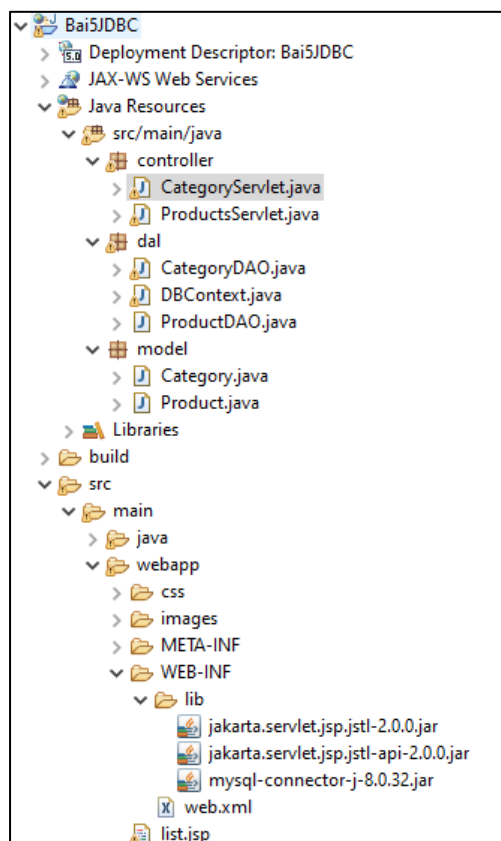 Bai5JDBC
5.0 Deployment Descriptor: Bai5JDBC
JAX-WS Web Services
Java Resources
src/main/java
controller
J CategoryServlet.java
J ProductsServlet.java
dal
J CategoryDAO.java
J DBContext.java
J ProductDAO.java
model
J Category.java
J Product.java
Libraries
build
src
main
java
webapp
css
images
META-INF
WEB-INF
lib
jakarta.servlet.jsp.jstl-2.0.0.jar
jakarta.servlet.jsp.jstl-api-2.0.0.jar
mysql-connector-j-8.0.32.jar
X web.xml
list.jsp